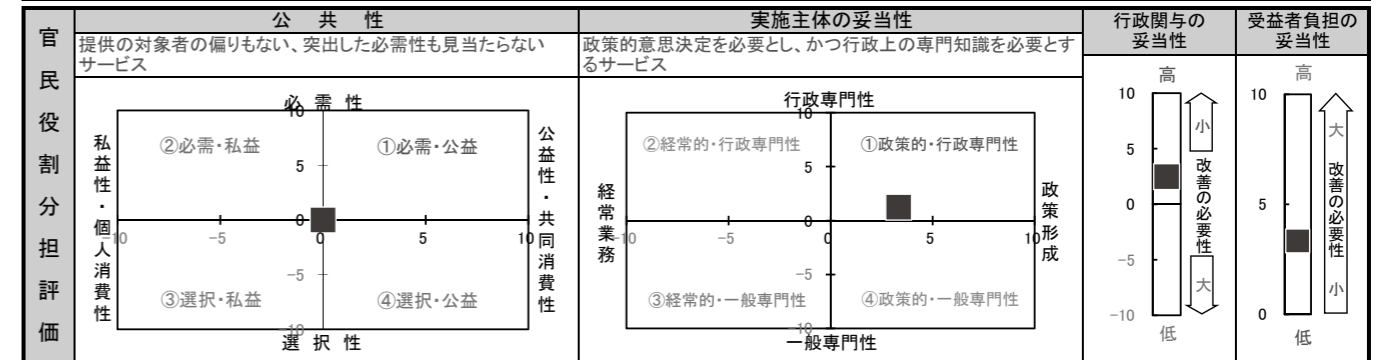 官民役割分担評価
公共性
提供の対象者の偏りもない、突出した必需性も見当たらない
サービス
必需性
10
②必需・私益
①必需・公益
5
私益性・個人消費性
公益性・共同消費性
0
-10
-5
0
5
10
-5
③選択・私益
④選択・公益
-10
選択性
実施主体の妥当性
政策的意思決定を必要とし、かつ行政上の専門知識を必要とす
るサービス
行政専門性
10
②経常的・行政専門性
①政策的・行政専門性
5
経常業務
政策形成
0
-10
-5
0
5
10
-5
③経常的・一般専門性
④政策的・一般専門性
-10
一般専門性
行政関与の
妥当性
高
10
5
0
-5
-10
低
小
改善の必要性
大
受益者負担の
妥当性
高
10
5
0
低
大
改善の必要性
小